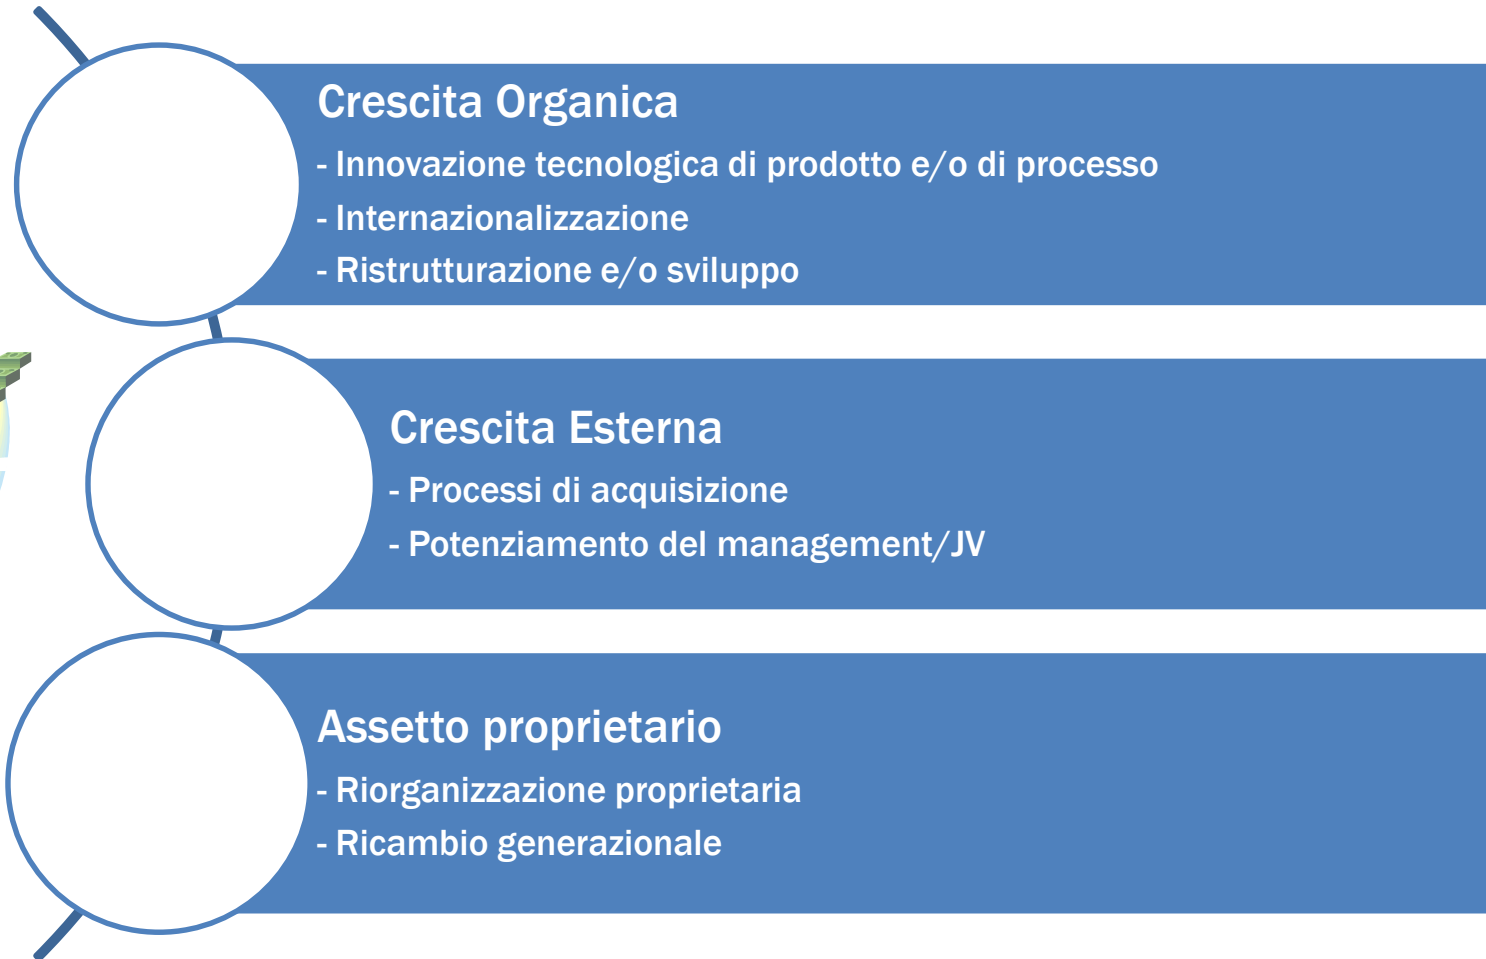 Crescita Organica
- Innovazione tecnologica di prodotto e/o di processo
- Internazionalizzazione
- Ristrutturazione e/o sviluppo
Crescita Esterna
- Processi di acquisizione
- Potenziamento del management/JV
Assetto proprietario
- Riorganizzazione proprietaria
- Ricambio generazionale